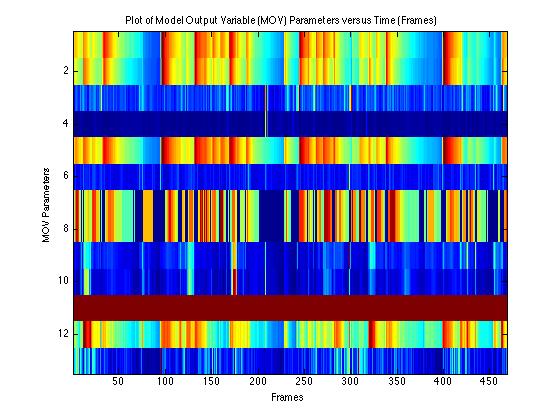 Plot of Model Output Variable (MOV) Parameters versus Time (Frames)
MOV Parameters
2
4
6
8
10
12
50 100 150 200 250 300 350 400 450
Frames